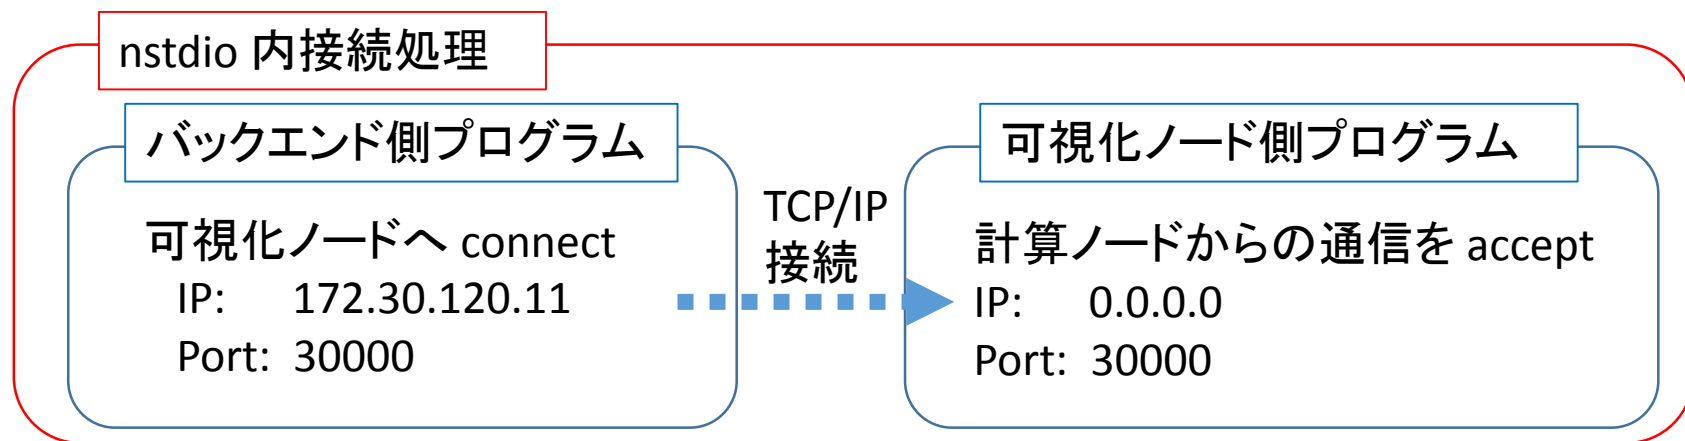 nstdio 内接続処理
バックエンド側プログラム
可視化ノードへ connect
IP: 172.30.120.11
Port: 30000
TCP/IP
接続
可視化ノード側プログラム
計算ノードからの通信を accept
IP: 0.0.0.0
Port: 30000